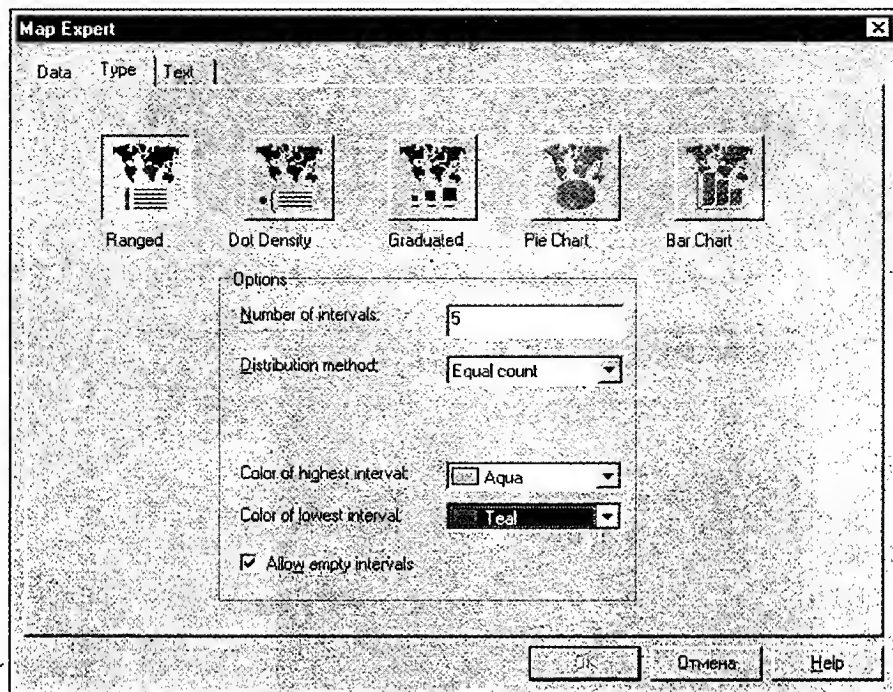 Map Expert
Data Type Text
Ranged Dot Density Graduated Pie Chart Bar Chart
Options
Number of intervals: 5
Distribution method: Equal count
Color of highest interval: Aqua
Color of lowest interval: Teal
Allow empty intervals
OK Отмена Help